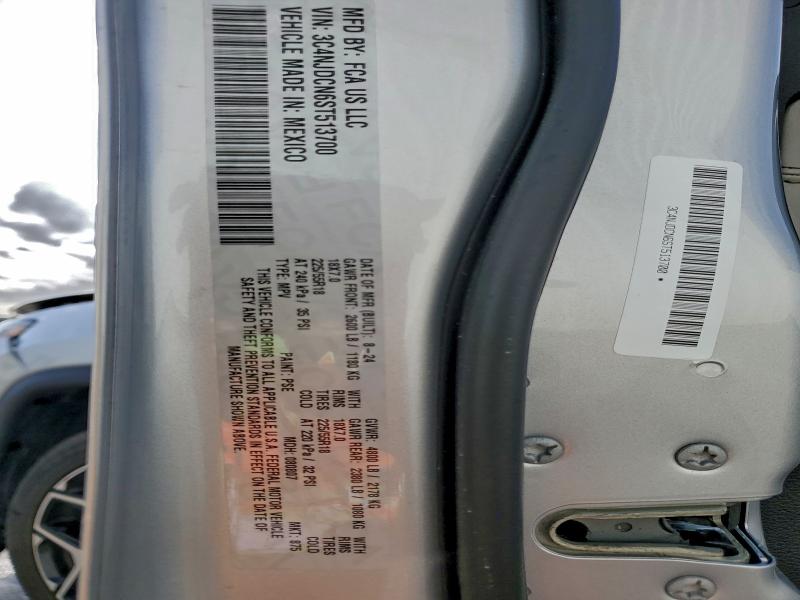 MFD BY: FCA US LLC
VIN: 3C4NJDCN6ST513700
VEHICLE MADE IN: MEXICO
DATE OF MFR (BUILT): 8-24 GVWR: 4800 LB / 2178 KG
GAWR FRONT: 2600 LB / 1180 KG WITH GAWR REAR: 2380 LB / 1080 KG WITH
18X7.0 RIMS 18X7.0 RIMS
225/55R18 TIRES 225/55R18 TIRES
AT 240 kPa / 35 PSI COLD AT 220 kPa / 32 PSI COLD
TYPE: MPV PAINT: PSE MDH: 080807 MKT: 875
THIS VEHICLE CONFORMS TO ALL APPLICABLE U.S.A. FEDERAL MOTOR VEHICLE
SAFETY AND THEFT PREVENTION STANDARDS IN EFFECT ON THE DATE OF
MANUFACTURE SHOWN ABOVE.
3C4NJDCN6ST513700 *